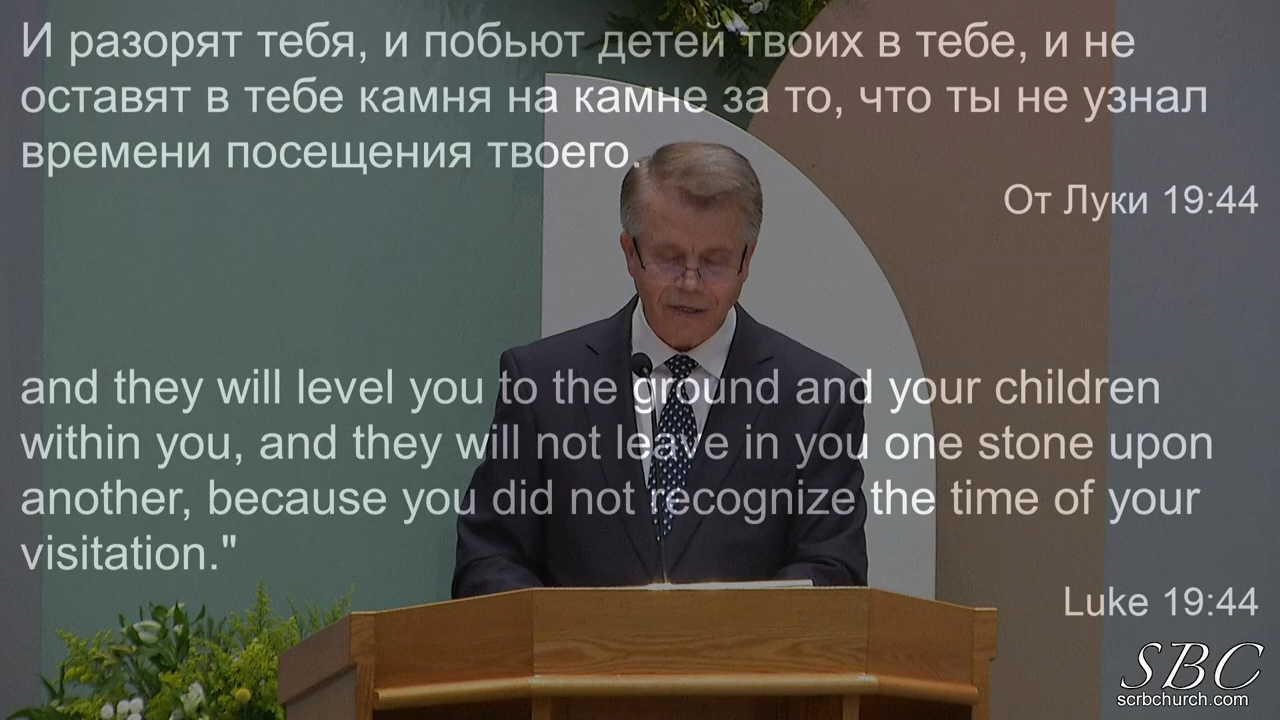 И разорят тебя, и побьют детей твоих в тебе, и не
оставят в тебе камня на камне за то, что ты не узнал
времени посещения твоего.
От Луки 19:44
and they will level you to the ground and your children
within you, and they will not leave in you one stone upon
another, because you did not recognize the time of your
visitation."
Luke 19:44
SBC
scrbchurch.com